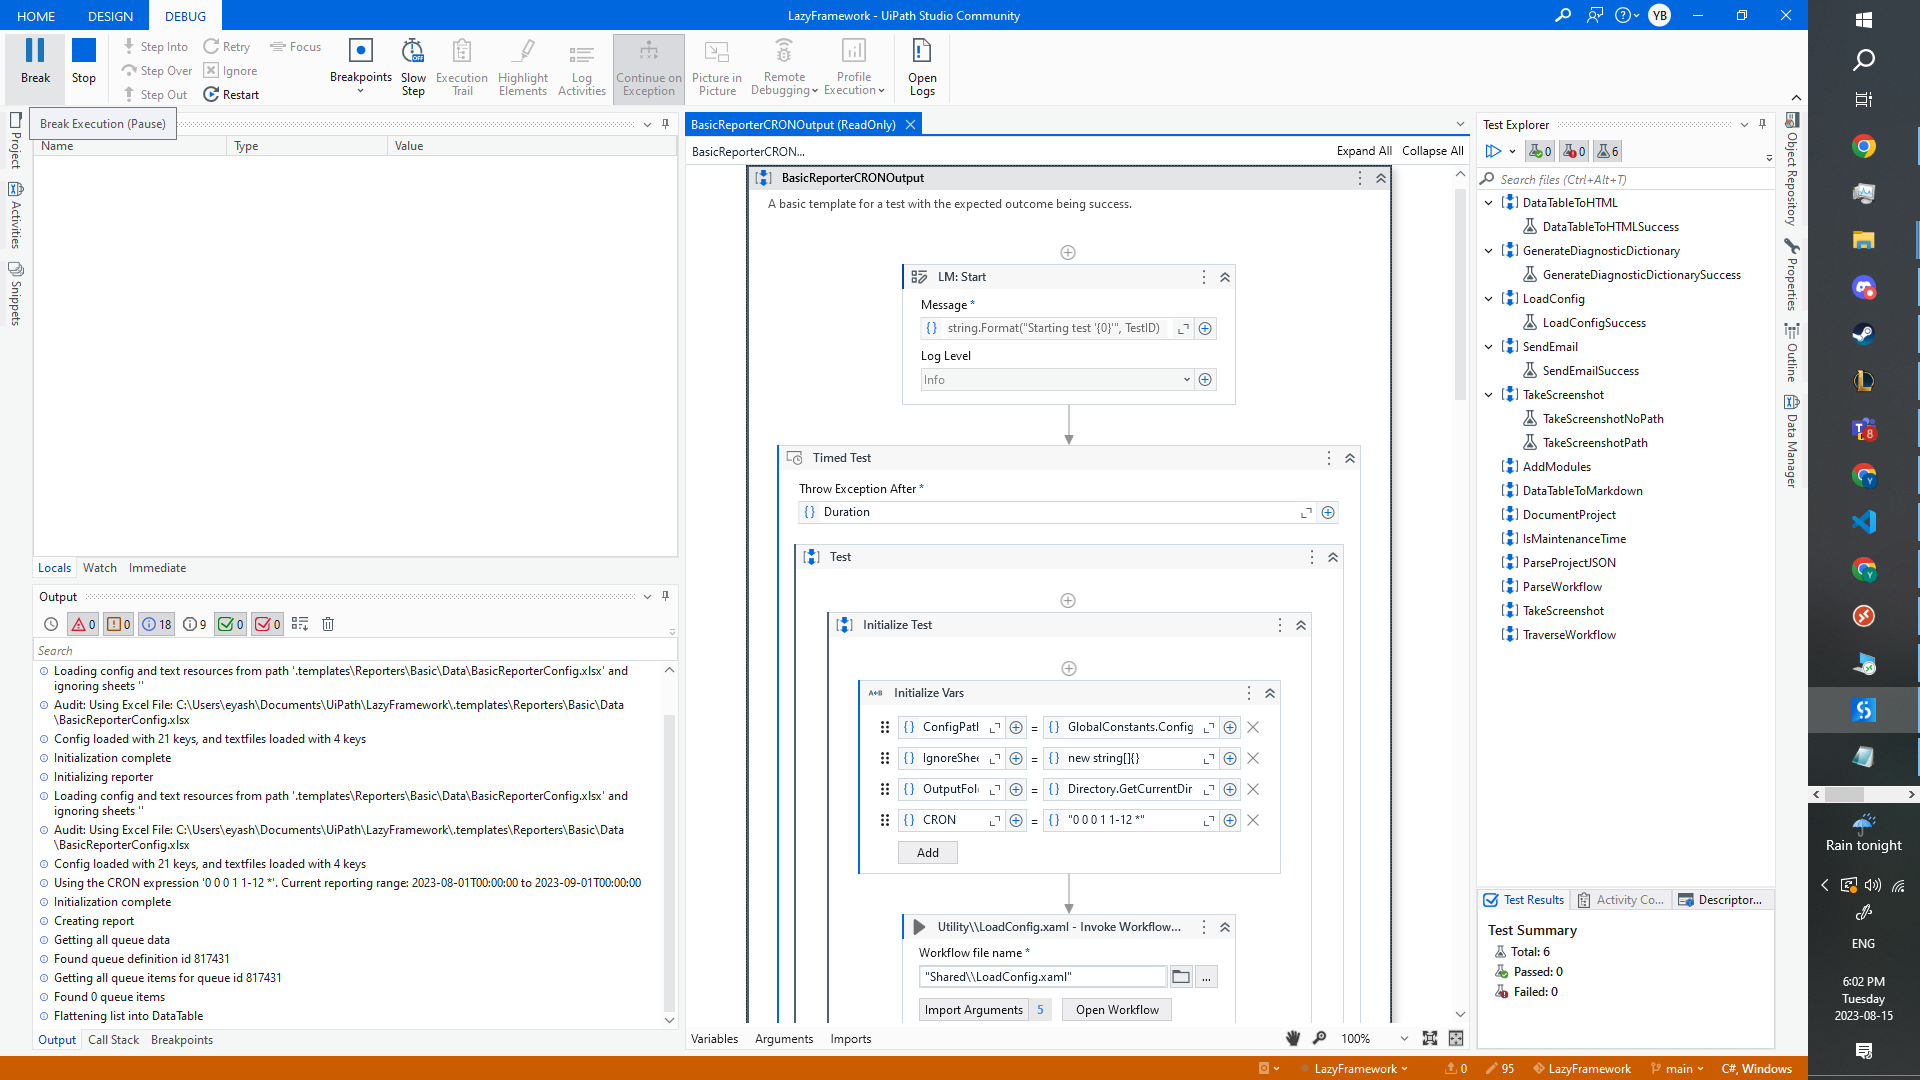 HOME DESIGN DEBUG
LazyFramework - UiPath Studio Community
YB
Break
Stop
Step Into
Step Over
Step Out
Retry
Ignore
Restart
Focus
Breakpoints
Slow Step
OFF
Execution Trail
Highlight Elements
Log Activities
Continue on Exception
Picture in Picture
Remote Debugging
Profile Execution
Open Logs
Break Execution (Pause)
Project
Activities
Snippets
Name Type Value
Locals Watch Immediate
Output
0 0 18 9 0 0
Search
Loading config and text resources from path '.templates\Reporters\Basic\Data\BasicReporterConfig.xlsx' and
ignoring sheets ''
Audit: Using Excel File: C:\Users\eyash\Documents\UiPath\LazyFramework\.templates\Reporters\Basic\Data
\BasicReporterConfig.xlsx
Config loaded with 21 keys, and textfiles loaded with 4 keys
Initialization complete
Initializing reporter
Loading config and text resources from path '.templates\Reporters\Basic\Data\BasicReporterConfig.xlsx' and
ignoring sheets ''
Audit: Using Excel File: C:\Users\eyash\Documents\UiPath\LazyFramework\.templates\Reporters\Basic\Data
\BasicReporterConfig.xlsx
Config loaded with 21 keys, and textfiles loaded with 4 keys
Using the CRON expression '0 0 0 1 1-12 *'. Current reporting range: 2023-08-01T00:00:00 to 2023-09-01T00:00:00
Initialization complete
Creating report
Getting all queue data
Found queue definition id 817431
Getting all queue items for queue id 817431
Found 0 queue items
Flattening list into DataTable
Output Call Stack Breakpoints
BasicReporterCRONOutput (ReadOnly)
BasicReporterCRON...
Expand All Collapse All
BasicReporterCRONOutput
A basic template for a test with the expected outcome being success.
LM: Start
Message *
string.Format("Starting test '{0}'", TestID)
Log Level
Info
Timed Test
Throw Exception After *
Duration
Test
Initialize Test
Initialize Vars
ConfigPath = GlobalConstants.Config
IgnoreShee = new string[]{}
OutputFol = Directory.GetCurrentDir
CRON = "0 0 0 1 1-12 *"
Add
Utility\\LoadConfig.xaml - Invoke Workflow...
Workflow file name *
"Shared\\LoadConfig.xaml"
...
Import Arguments 5
Open Workflow
Variables Arguments Imports
100%
Test Explorer
0 0 6
Search files (Ctrl+Alt+T)
DataTableToHTML
DataTableToHTMLSuccess
GenerateDiagnosticDictionary
GenerateDiagnosticDictionarySuccess
LoadConfig
LoadConfigSuccess
SendEmail
SendEmailSuccess
TakeScreenshot
TakeScreenshotNoPath
TakeScreenshotPath
AddModules
DataTableToMarkdown
DocumentProject
IsMaintenanceTime
ParseProjectJSON
ParseWorkflow
TakeScreenshot
TraverseWorkflow
Test Results Activity Co... Descriptor...
Test Summary
Total: 6
Passed: 0
Failed: 0
Object Repository
Properties
Outline
Data Manager
LazyFramework 0 95 LazyFramework main C#, Windows
8
Y
Y
Rain tonight
ENG
6:02 PM
Tuesday
2023-08-15